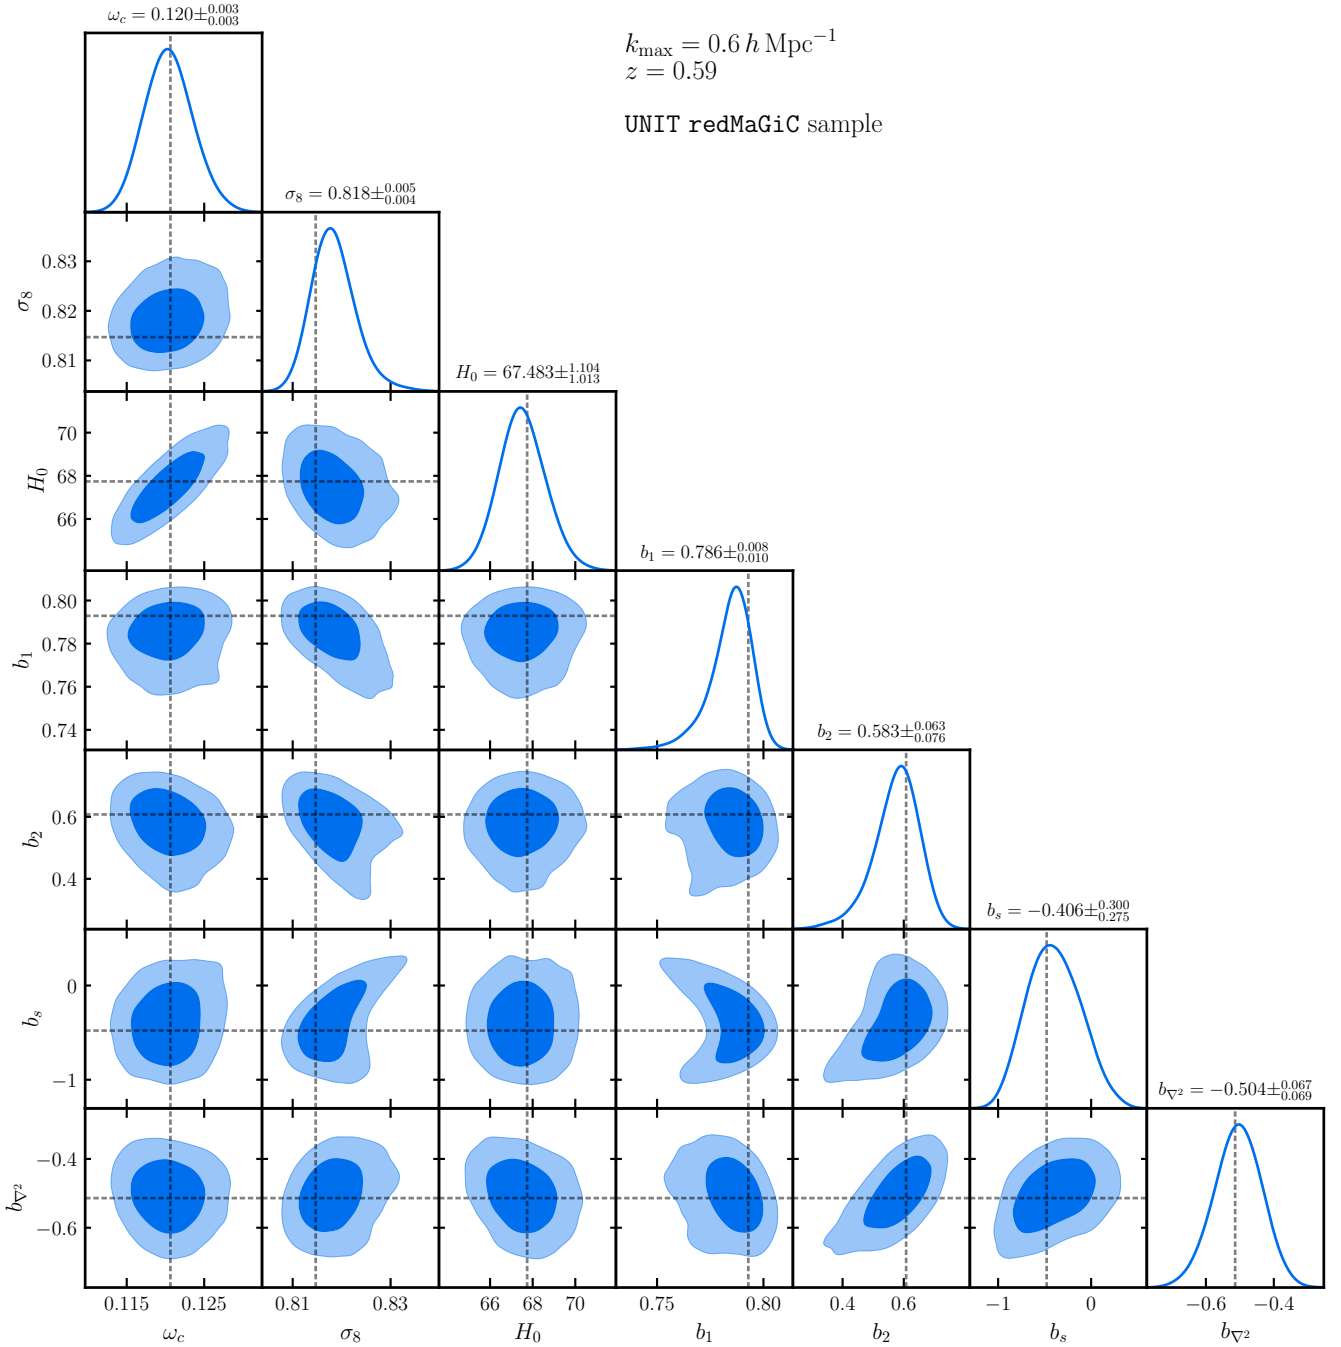 ω_c = 0.120±^{0.003}_{0.003}
k_max = 0.6 h Mpc^{−1}
z = 0.59
UNIT redMaGiC sample
σ_8 = 0.818±^{0.005}_{0.004}
0.83
0.82
0.81
σ_8
H_0 = 67.483±^{1.104}_{1.013}
70
68
66
H_0
b_1 = 0.786±^{0.008}_{0.010}
0.80
0.78
0.76
0.74
b_1
b_2 = 0.583±^{0.063}_{0.076}
0.6
0.4
b_2
b_s = −0.406±^{0.300}_{0.275}
0
−1
b_s
b_{∇²} = −0.504±^{0.067}_{0.069}
−0.4
−0.6
b_{∇²}
0.115 0.125 0.81 0.83 66 68 70 0.75 0.80 0.4 0.6 −1 0 −0.6 −0.4
ω_c σ_8 H_0 b_1 b_2 b_s b_{∇²}